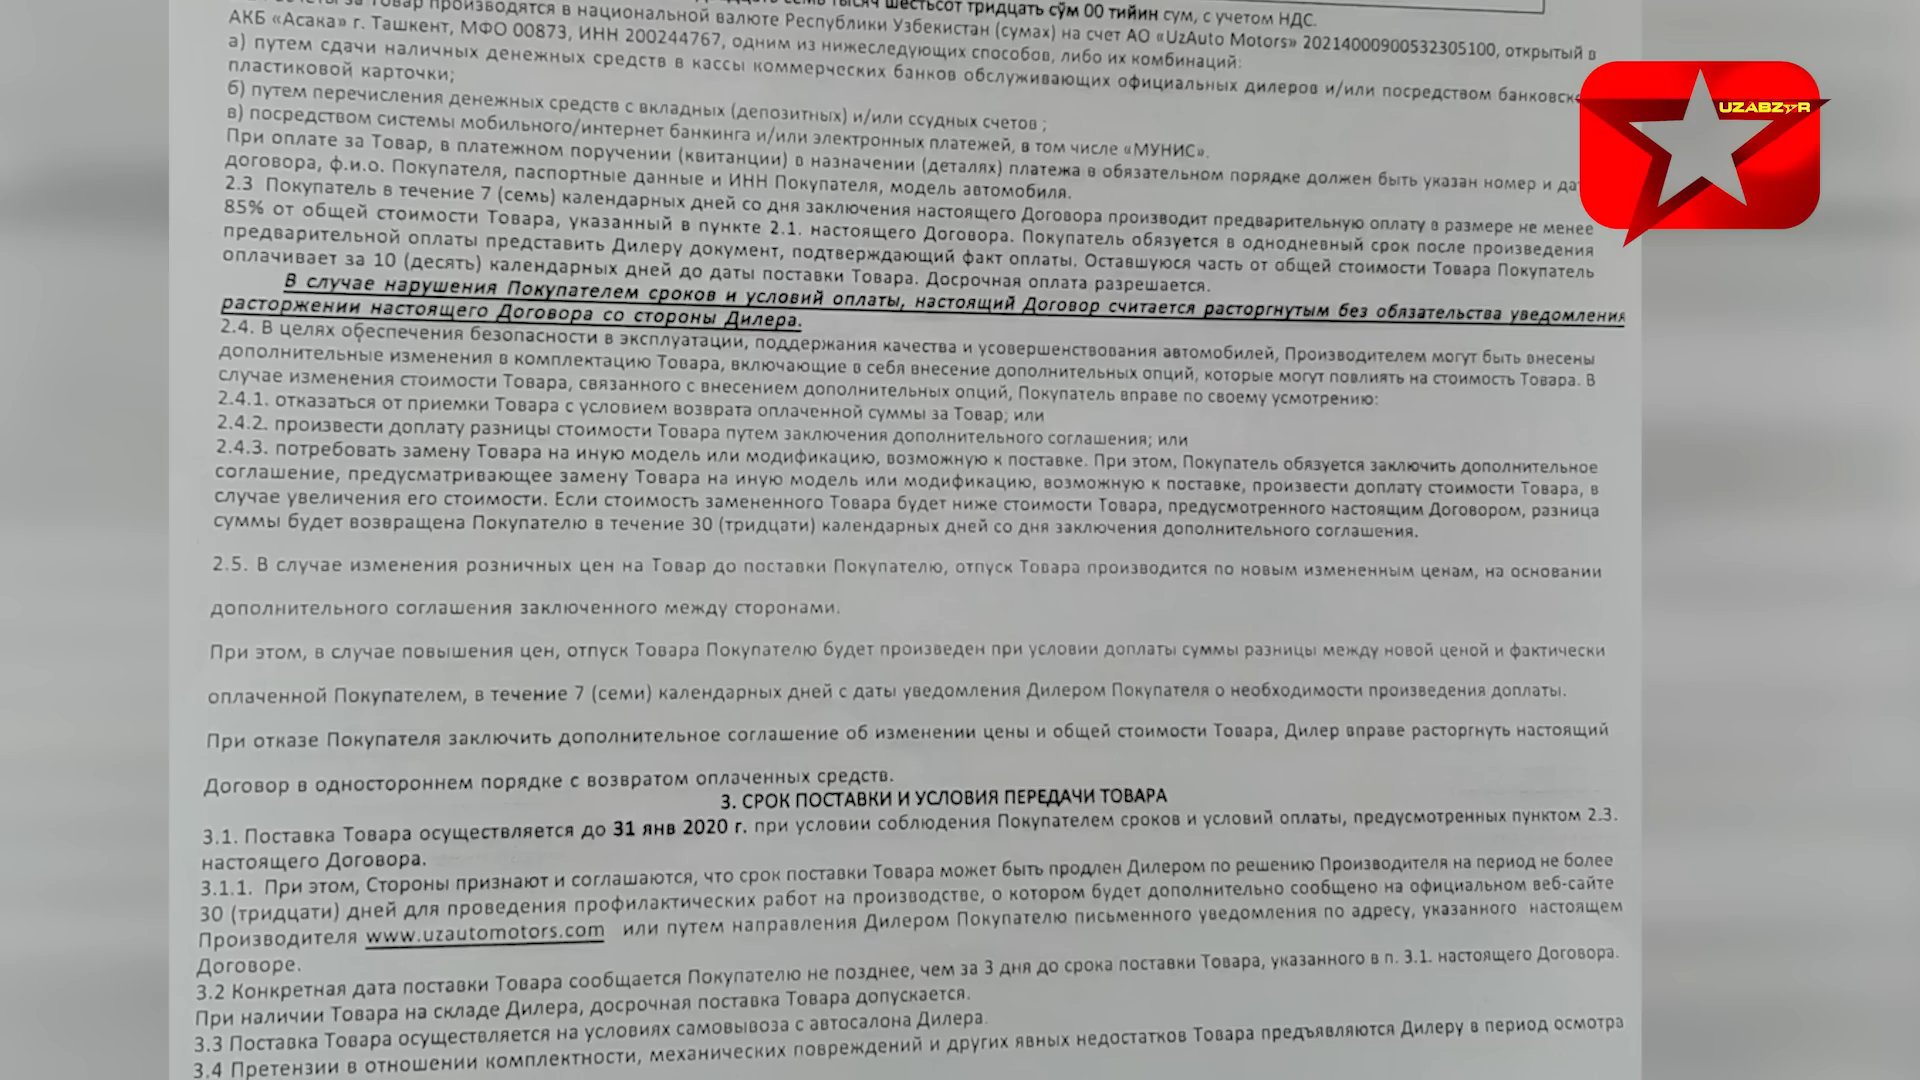 тысяч шестьсот тридцать сўм 00 тийин сум, с учетом НДС.
за Товар производятся в национальной валюте Республики Узбекистан (сумах) на счет АО «UzAuto Motors» 20214000900532305100, открытый в
АКБ «Асака» г. Ташкент, МФО 00873, ИНН 200244767, одним из нижеследующих способов, либо их комбинаций:
а) путем сдачи наличных денежных средств в кассы коммерческих банков обслуживающих официальных дилеров и/или посредством
пластиковой карточки;
б) путем перечисления денежных средств с вкладных (депозитных) и/или ссудных счетов ;
в) посредством системы мобильного/интернет банкинга и/или электронных платежей, в том числе «МУНИС».
При оплате за Товар, в платежном поручении (квитанции) в назначении (деталях) платежа в обязательном порядке должен быть указан номер и
договора, ф.и.о. Покупателя, паспортные данные и ИНН Покупателя, модель автомобиля.
2.3 Покупатель в течение 7 (семь) календарных дней со дня заключения настоящего Договора производит предварительную оплату в размере не менее
85% от общей стоимости Товара, указанный в пункте 2.1. настоящего Договора. Покупатель обязуется в однодневный срок после произведения
предварительной оплаты представить Дилеру документ, подтверждающий факт оплаты. Оставшуюся часть от общей стоимости Товара Покупатель
оплачивает за 10 (десять) календарных дней до даты поставки Товара. Досрочная оплата разрешается.
В случае нарушения Покупателем сроков и условий оплаты, настоящий Договор считается расторгнутым без обязательства уведомления
расторжении настоящего Договора со стороны Дилера.
2.4. В целях обеспечения безопасности в эксплуатации, поддержания качества и усовершенствования автомобилей, Производителем могут быть внесены
дополнительные изменения в комплектацию Товара, включающие в себя внесение дополнительных опций, которые могут повлиять на стоимость Товара. В
случае изменения стоимости Товара, связанного с внесением дополнительных опций, Покупатель вправе по своему усмотрению:
2.4.1. отказаться от приемки Товара с условием возврата оплаченной суммы за Товар; или
2.4.2. произвести доплату разницы стоимости Товара путем заключения дополнительного соглашения; или
2.4.3. потребовать замену Товара на иную модель или модификацию, возможную к поставке. При этом, Покупатель обязуется заключить дополнительное
соглашение, предусматривающее замену Товара на иную модель или модификацию, возможную к поставке, произвести доплату стоимости Товара, в
случае увеличения его стоимости. Если стоимость замененного Товара будет ниже стоимости Товара, предусмотренного настоящим Договором, разница
суммы будет возвращена Покупателю в течение 30 (тридцати) календарных дней со дня заключения дополнительного соглашения.
2.5. В случае изменения розничных цен на Товар до поставки Покупателю, отпуск Товара производится по новым измененным ценам, на основании
дополнительного соглашения заключенного между сторонами.
При этом, в случае повышения цен, отпуск Товара Покупателю будет произведен при условии доплаты суммы разницы между новой ценой и фактически
оплаченной Покупателем, в течение 7 (семи) календарных дней с даты уведомления Дилером Покупателя о необходимости произведения доплаты.
При отказе Покупателя заключить дополнительное соглашение об изменении цены и общей стоимости Товара, Дилер вправе расторгнуть настоящий
Договор в одностороннем порядке с возвратом оплаченных средств.
3. СРОК ПОСТАВКИ И УСЛОВИЯ ПЕРЕДАЧИ ТОВАРА
3.1. Поставка Товара осуществляется до 31 янв 2020 г. при условии соблюдения Покупателем сроков и условий оплаты, предусмотренных пунктом 2.3.
настоящего Договора.
3.1.1. При этом, Стороны признают и соглашаются, что срок поставки Товара может быть продлен Дилером по решению Производителя на период не более
30 (тридцати) дней для проведения профилактических работ на производстве, о котором будет дополнительно сообщено на официальном веб-сайте
Производителя www.uzautomotors.com или путем направления Дилером Покупателю письменного уведомления по адресу, указанного настоящем
Договоре.
3.2 Конкретная дата поставки Товара сообщается Покупателю не позднее, чем за 3 дня до срока поставки Товара, указанного в п. 3.1. настоящего Договора.
При наличии Товара на складе Дилера, досрочная поставка Товара допускается.
3.3 Поставка Товара осуществляется на условиях самовывоза с автосалона Дилера.
3.4 Претензии в отношении комплектности, механических повреждений и других явных недостатков Товара предъявляются Дилеру в период осмотра
UZABZOR